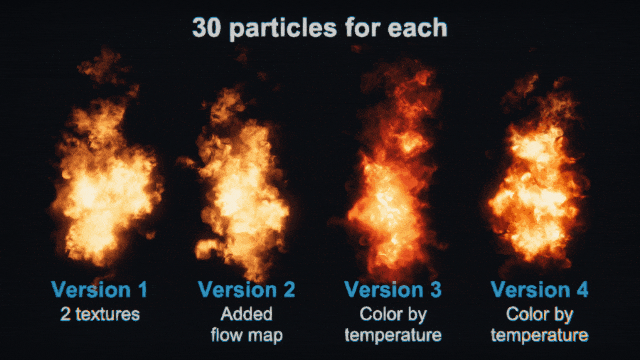 30 particles for each
Version 1
2 textures
Version 2
Added
flow map
Version 3
Color by
temperature
Version 4
Color by
temperature